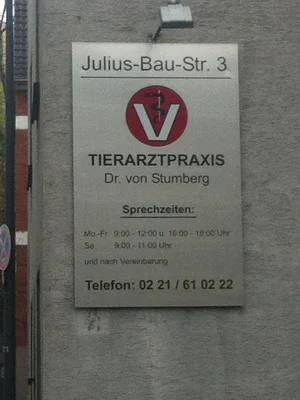 Julius-Bau-Str. 3
V
TIERARZTPRAXIS
Dr. von Stumberg
Sprechzeiten:
Mo.-Fr. 9:00 - 12:00 u. 16:00 - 18:00 Uhr
Sa. 9:00 - 11:00 Uhr
und nach Vereinbarung
Telefon: 02 21 / 61 02 22